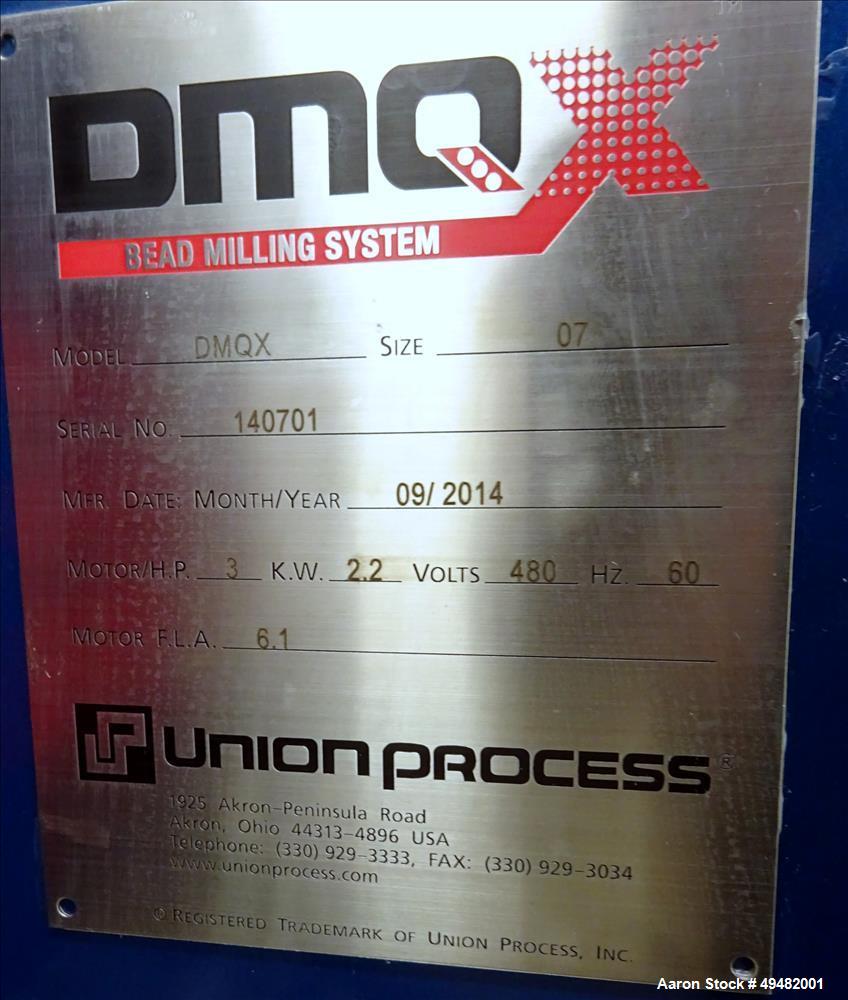 TM
DMQX
BEAD MILLING SYSTEM
MODEL DMQX SIZE 07
SERIAL NO. 140701
MFR. DATE: MONTH/YEAR 09/2014
MOTOR/H.P. 3 K.W. 2.2 VOLTS 480 HZ. 60
MOTOR F.L.A. 6.1
UNION PROCESS ®
1925 Akron-Peninsula Road
Akron, Ohio 44313-4896 USA
Telephone: (330) 929-3333, FAX: (330) 929-3034
www.unionprocess.com
® REGISTERED TRADEMARK OF UNION PROCESS, INC.
Aaron Stock # 49482001